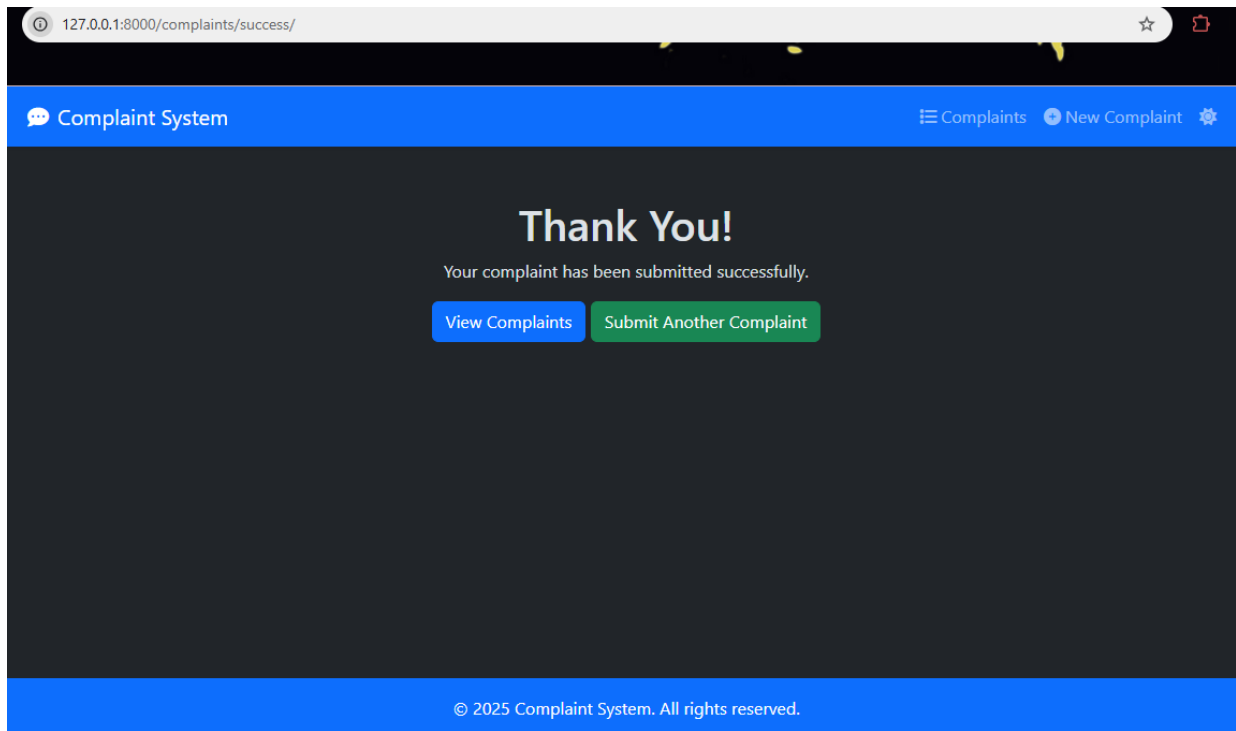 127.0.0.1:8000/complaints/success/
Complaint System
Complaints New Complaint
Thank You!
Your complaint has been submitted successfully.
View Complaints Submit Another Complaint
© 2025 Complaint System. All rights reserved.